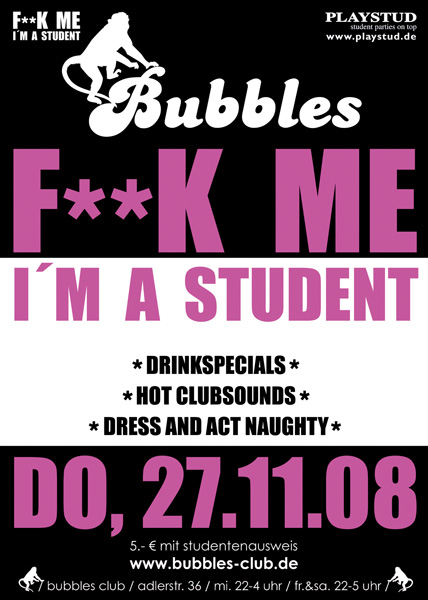 F**K ME
I´M A STUDENT
PLAYSTUD
student parties on top
www.playstud.de
Bubbles
F**K ME
I´M A STUDENT
* DRINKSPECIALS *
* HOT CLUBSOUNDS *
* DRESS AND ACT NAUGHTY *
DO, 27.11.08
5.- € mit studentenausweis
www.bubbles-club.de
/ bubbles club / adlerstr. 36 / mi. 22-4 uhr / fr.&sa. 22-5 uhr /